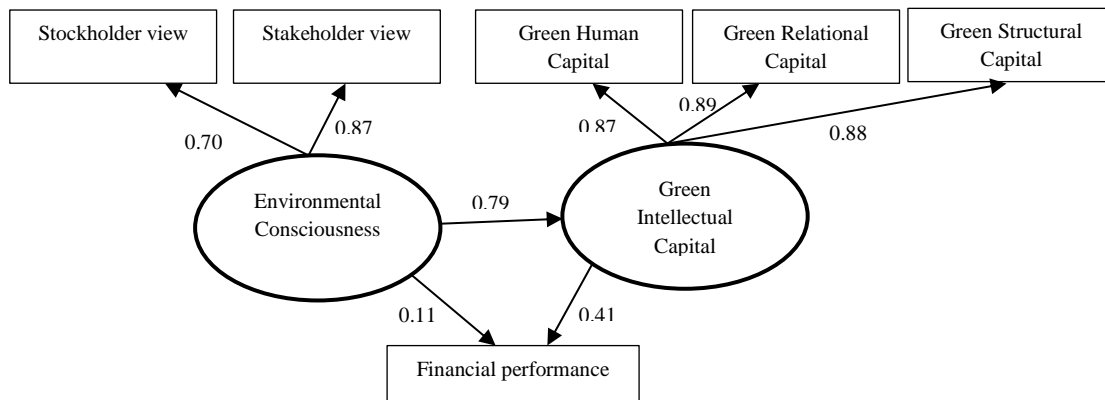 Stockholder view
Stakeholder view
Green Human
Capital
Green Relational
Capital
Green Structural
Capital
0.70
0.87
0.87
0.89
0.88
Environmental
Consciousness
0.79
Green
Intellectual
Capital
0.11
0.41
Financial performance